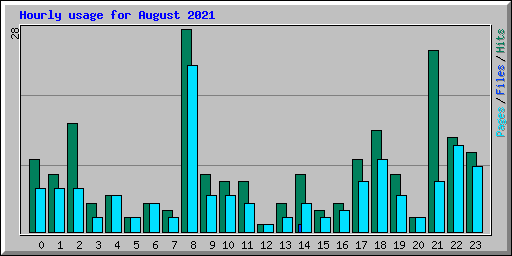 Hourly usage for August 2021
28
Pages/Files/Hits
0 1 2 3 4 5 6 7 8 9 10 11 12 13 14 15 16 17 18 19 20 21 22 23